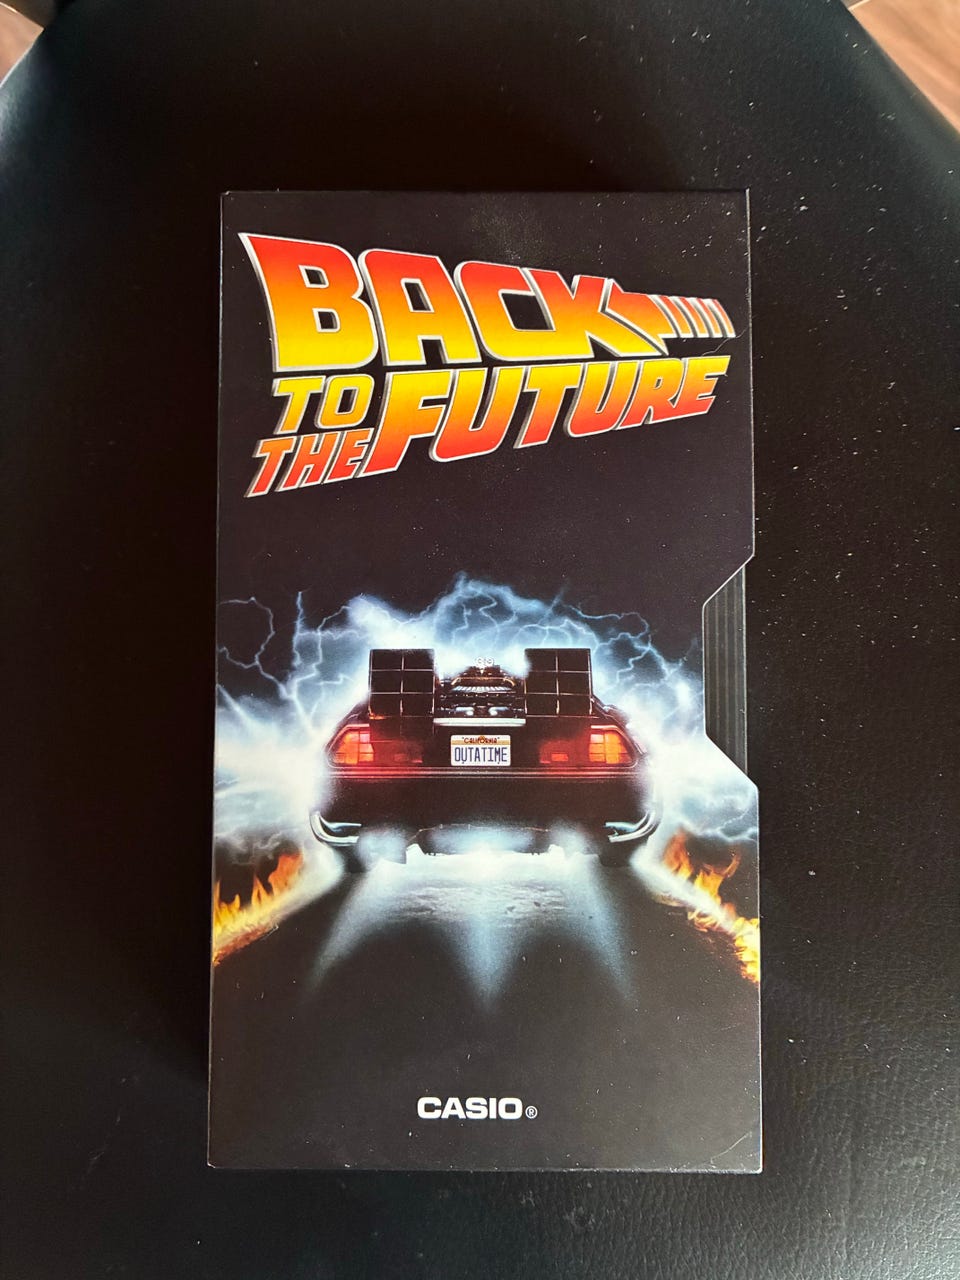 BACK
TO THE FUTURE
CALIFORNIA
OUTATIME
CASIO®